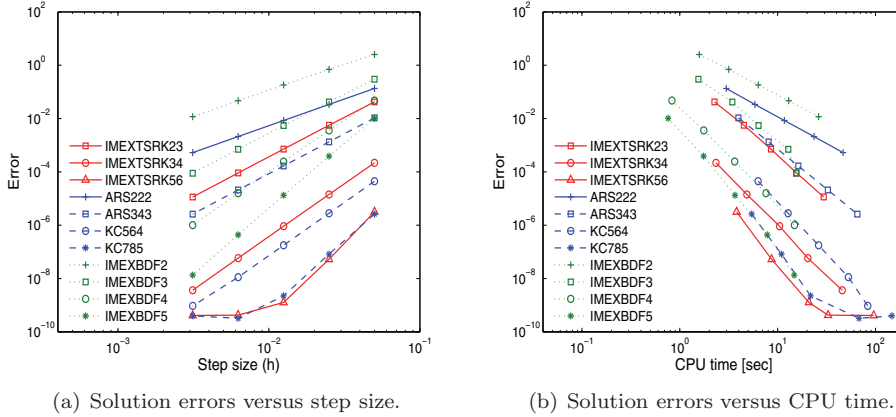 10^2
10^0
10^-2
10^-4
10^-6
10^-8
10^-10
Error
IMEXTSRK23
IMEXTSRK34
IMEXTSRK56
ARS222
ARS343
KC564
KC785
IMEXBDF2
IMEXBDF3
IMEXBDF4
IMEXBDF5
10^-3
10^-2
10^-1
Step size (h)
(a) Solution errors versus step size.
10^2
10^0
10^-2
10^-4
10^-6
10^-8
10^-10
Error
IMEXTSRK23
IMEXTSRK34
IMEXTSRK56
ARS222
ARS343
KC564
KC785
IMEXBDF2
IMEXBDF3
IMEXBDF4
IMEXBDF5
10^-1
10^0
10^1
10^2
CPU time [sec]
(b) Solution errors versus CPU time.